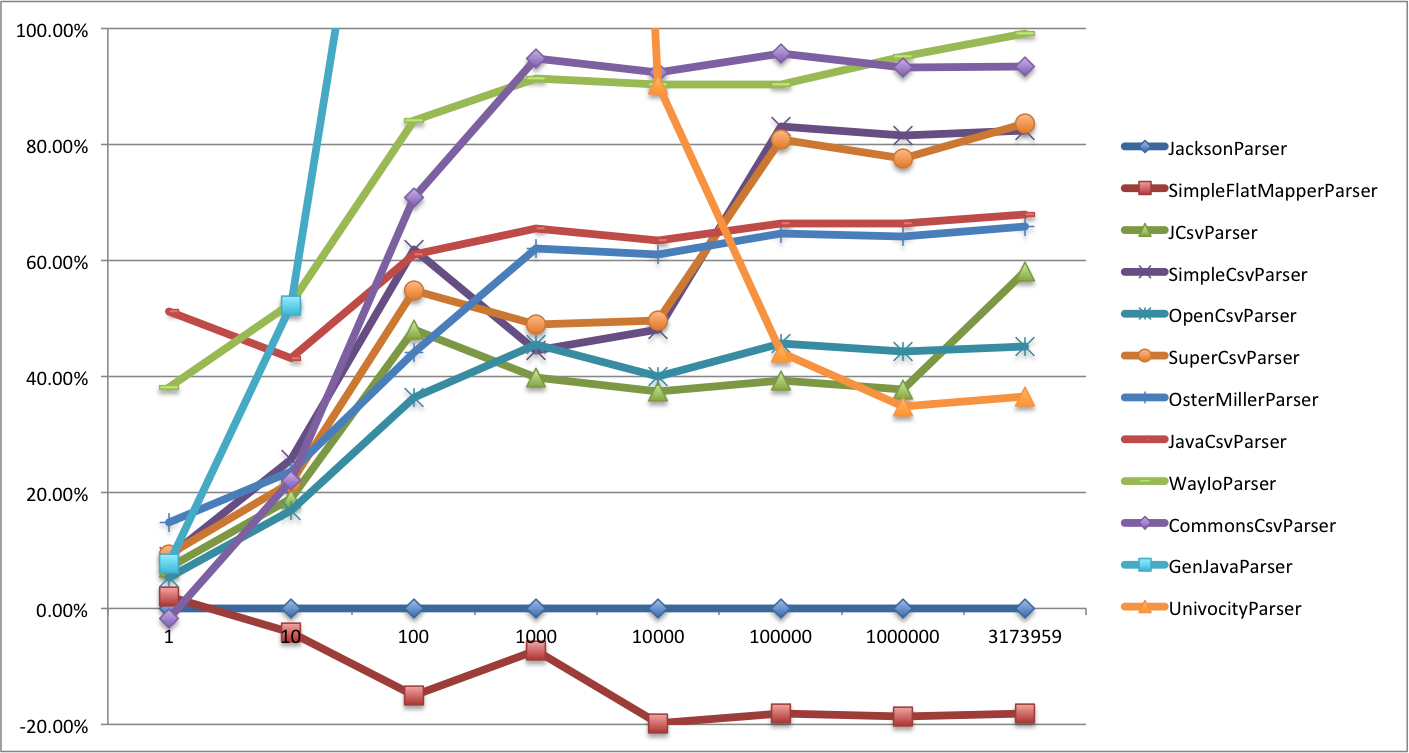 100.00%
80.00%
60.00%
40.00%
20.00%
0.00%
-20.00%
1 10 100 1000 10000 100000 1000000 3173959
JacksonParser
SimpleFlatMapperParser
JCsvParser
SimpleCsvParser
OpenCsvParser
SuperCsvParser
OsterMillerParser
JavaCsvParser
WayIoParser
CommonsCsvParser
GenJavaParser
UnivocityParser